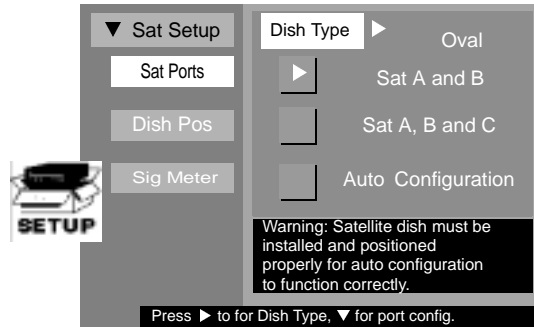 ▼ Sat Setup
Sat Ports
Dish Pos
Sig Meter
SETUP
Dish Type ▶ Oval
▶ Sat A and B
Sat A, B and C
Auto Configuration
Warning: Satellite dish must be
installed and positioned
properly for auto configuration
to function correctly.
Press ▶ to for Dish Type, ▼ for port config.